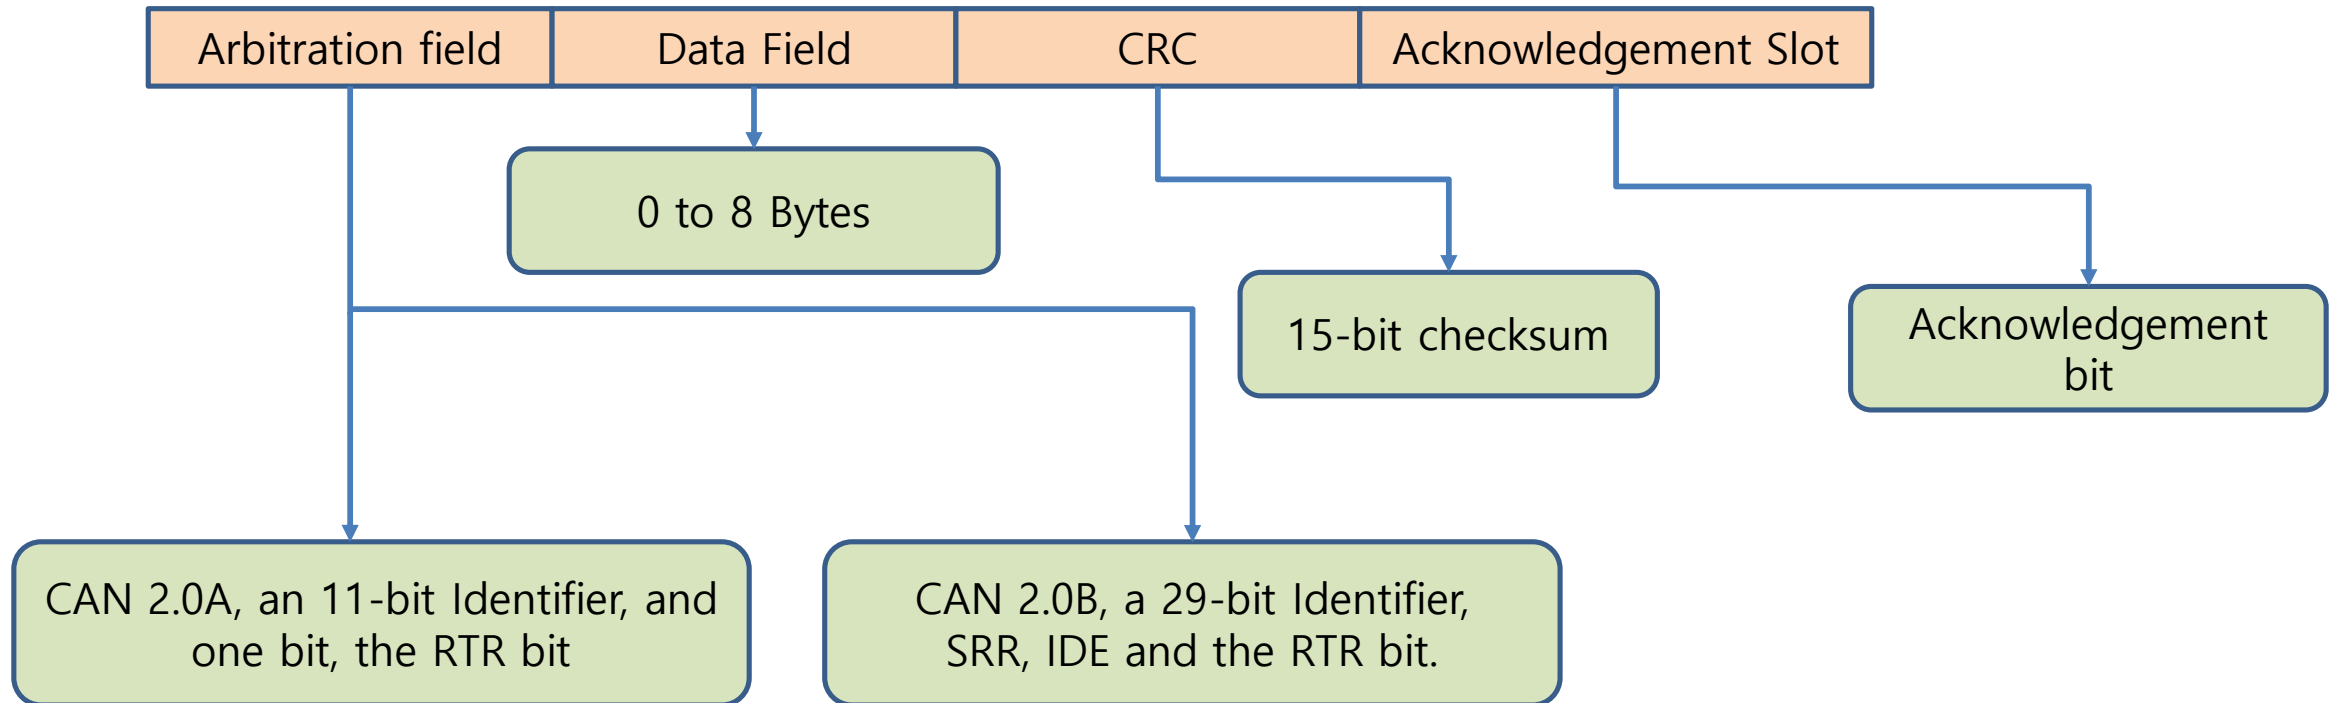 Arbitration field
Data Field
CRC
Acknowledgement Slot
0 to 8 Bytes
15-bit checksum
Acknowledgement
bit
CAN 2.0A, an 11-bit Identifier, and
one bit, the RTR bit
CAN 2.0B, a 29-bit Identifier,
SRR, IDE and the RTR bit.